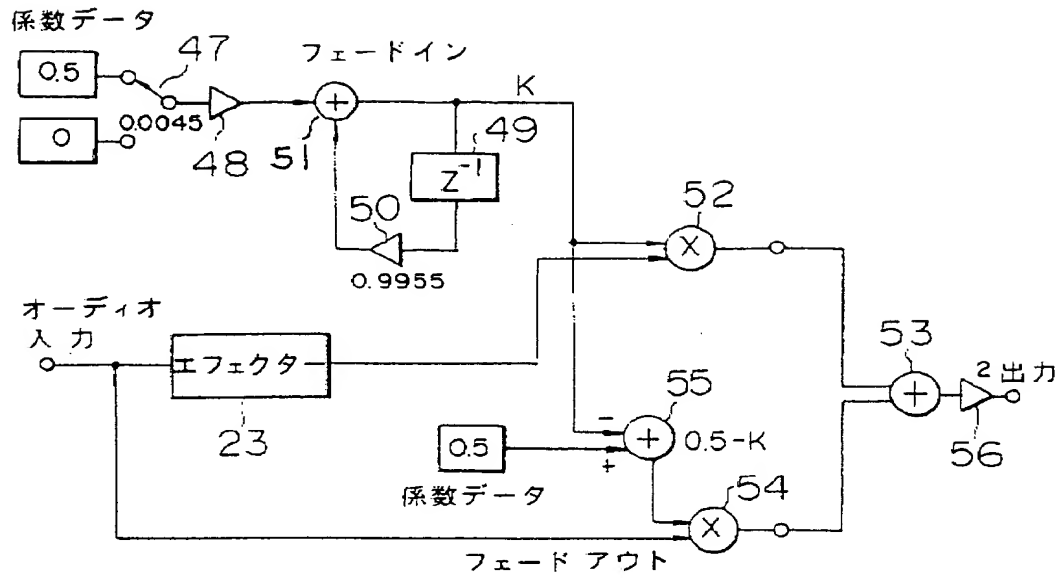 係数データ
47
0.5
フェードイン
K
0
0.0045
48
51
49
Z⁻¹
50
0.9955
52
×
+
オーディオ
入力
エフェクター
23
53
2 出力
+
56
55
−
+
0.5-K
0.5
+
係数データ
54
×
フェードアウト